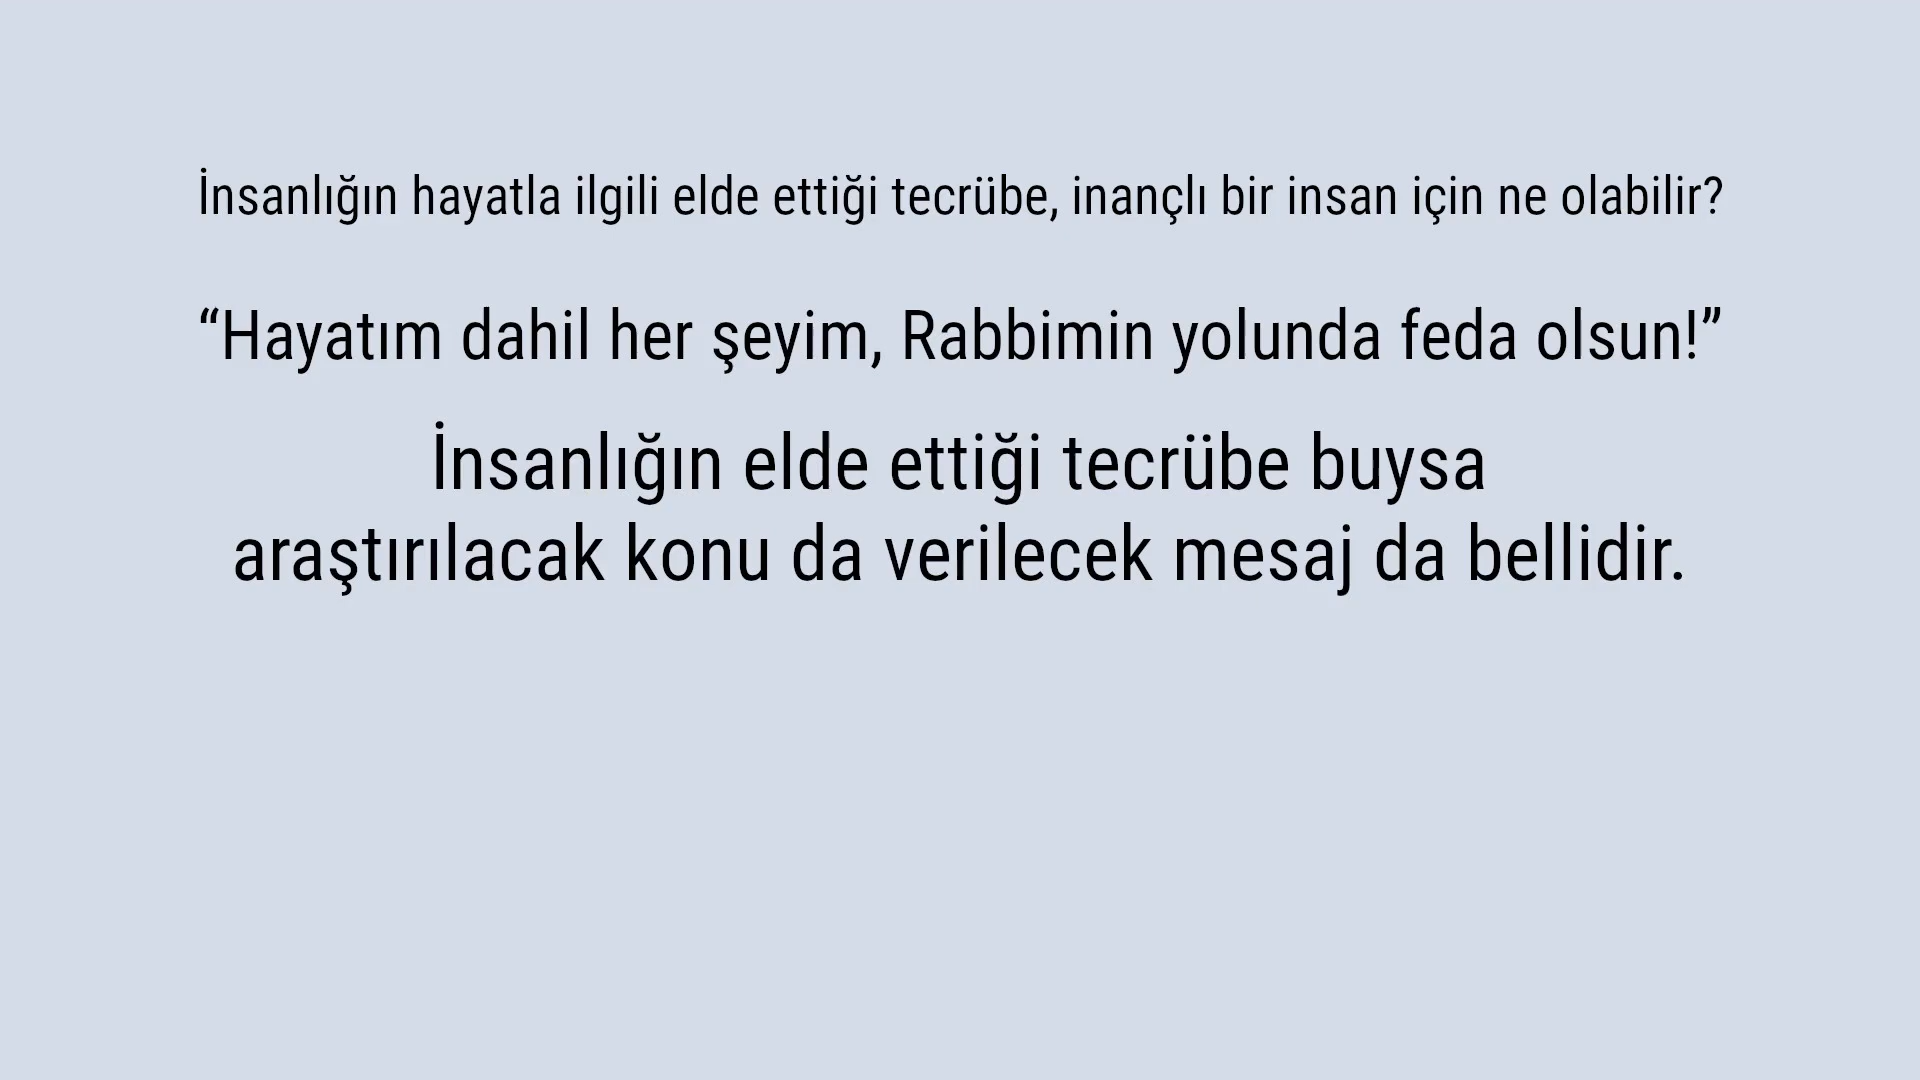 İnsanlığın hayatla ilgili elde ettiği tecrübe, inançlı bir insan için ne olabilir?
“Hayatım dahil her şeyim, Rabbimin yolunda feda olsun!”
İnsanlığın elde ettiği tecrübe buysa
araştırılacak konu da verilecek mesaj da bellidir.